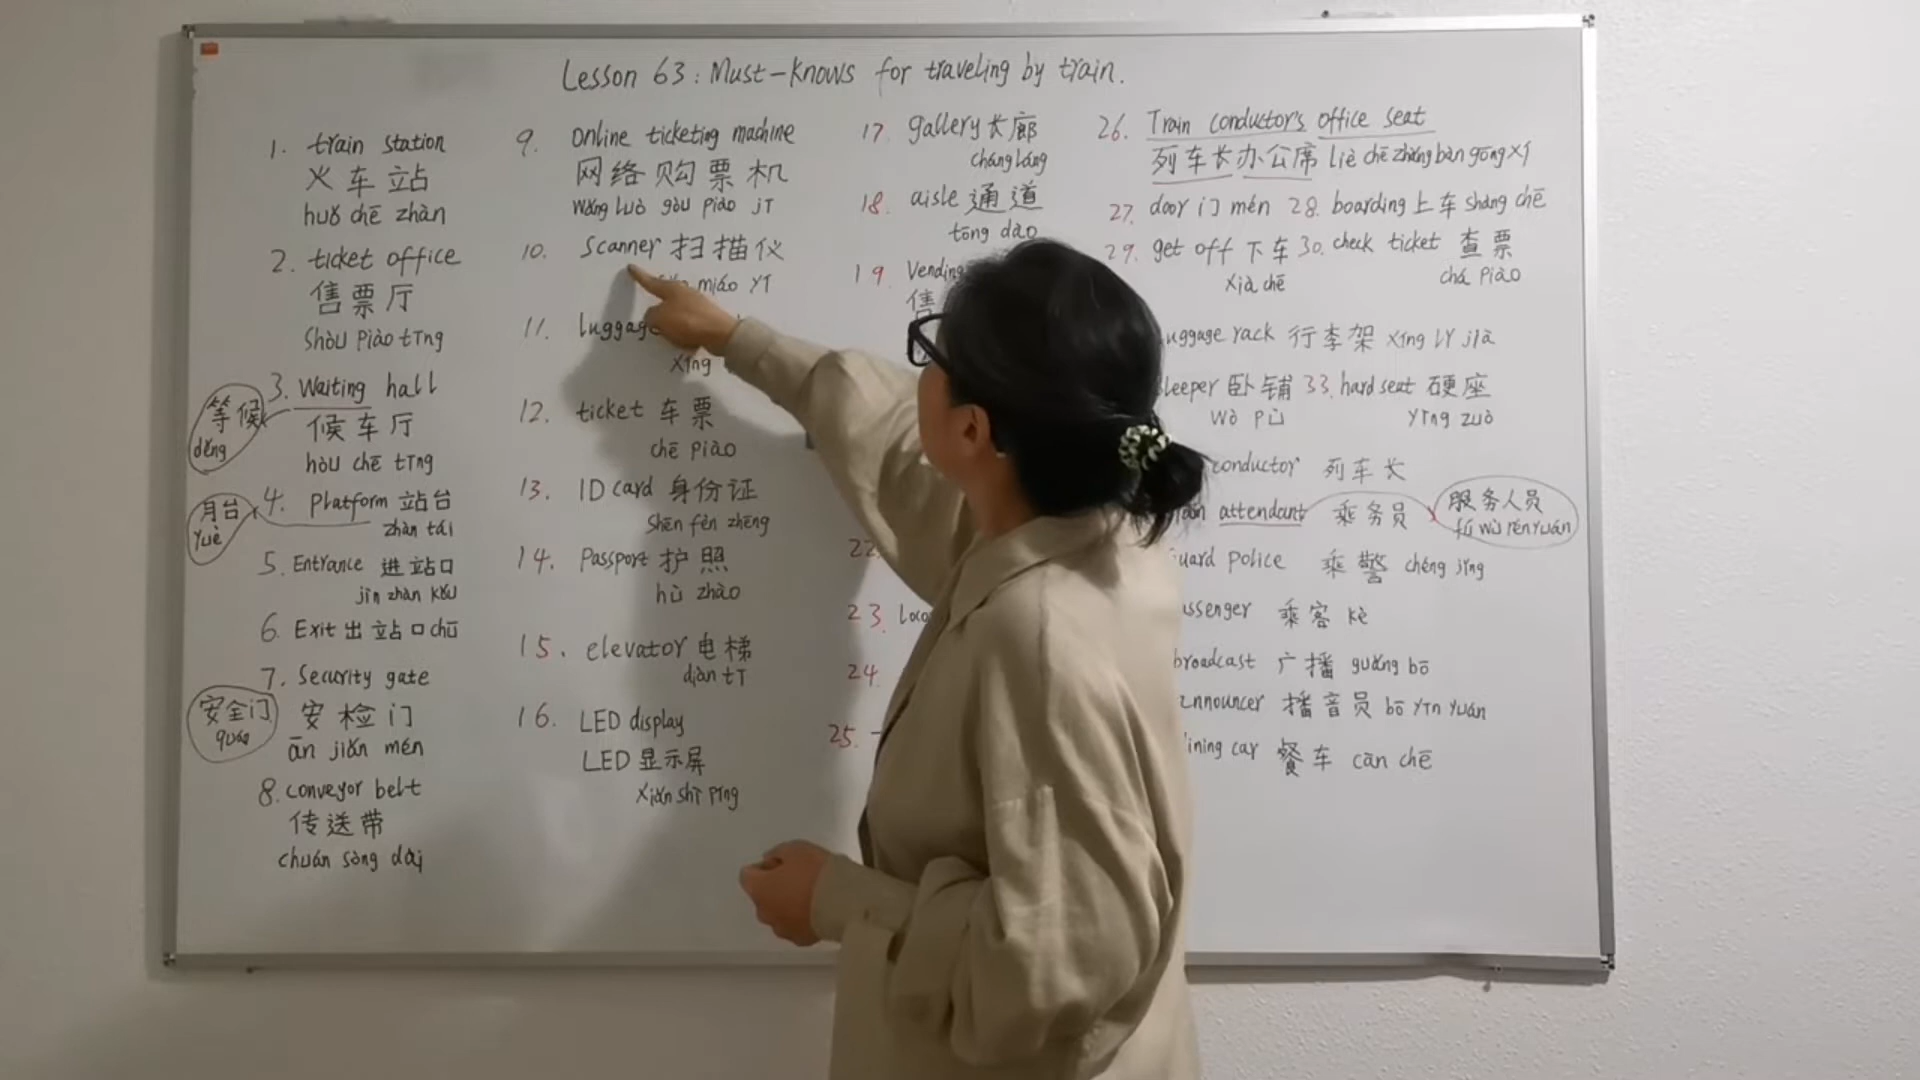 Lesson 63: Must-Knows for traveling by train.
1. train station
火车站
huǒ chē zhàn
2. ticket office
售票厅
shòu piào tīng
3. Waiting hall
等候
děng
候车厅
hòu chē tīng
4. Platform 站台
zhàn tái
月台
yuè
5. Entrance 进站口
jìn zhàn kǒu
6. Exit 出站口 chū
7. Security gate
安全门
quán
安检门
ān jiǎn mén
8. conveyor belt
传送带
chuán sòng dài
9. Online ticketing machine
网络购票机
wǎng luò gòu piào jī
10. Scanner 扫描仪
miáo yí
11. luggage
xíng
12. ticket 车票
chē piào
13. ID card 身份证
shēn fèn zhēng
14. Passport 护照
hù zhào
15. elevator 电梯
diàn tī
16. LED display
LED 显示屏
xiǎn shì píng
17. gallery 长廊
cháng láng
18. aisle 通道
tōng dào
19. Vending
售
22.
23.
24.
25.
26. Train conductor's office seat
列车长办公席 liè chē zhǎng bàn gōng xí
27. door 门 mén 28. boarding 上车 shàng chē
29. get off 下车 30. check ticket 查票
xià chē chá piào
luggage rack 行李架 xíng lǐ jià
sleeper 卧铺 33. hard seat 硬座
wò pù yìng zuò
conductor 列车长
attendant 乘务员 服务人员
fú wù rén yuán
guard police 乘警 chéng jǐng
passenger 乘客 kè
broadcast 广播 guǎng bō
announcer 播音员 bō yīn yuán
dining car 餐车 cān chē